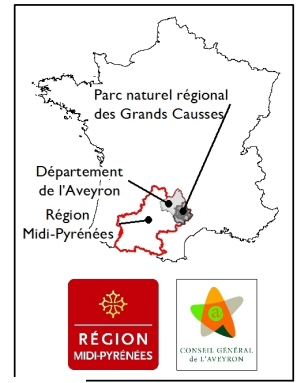 Parc naturel régional
des Grands Causses
Département
de l'Aveyron
Région
Midi-Pyrénées
RÉGION
MIDI-PYRÉNÉES
a
CONSEIL GÉNÉRAL
de L'AVEYRON